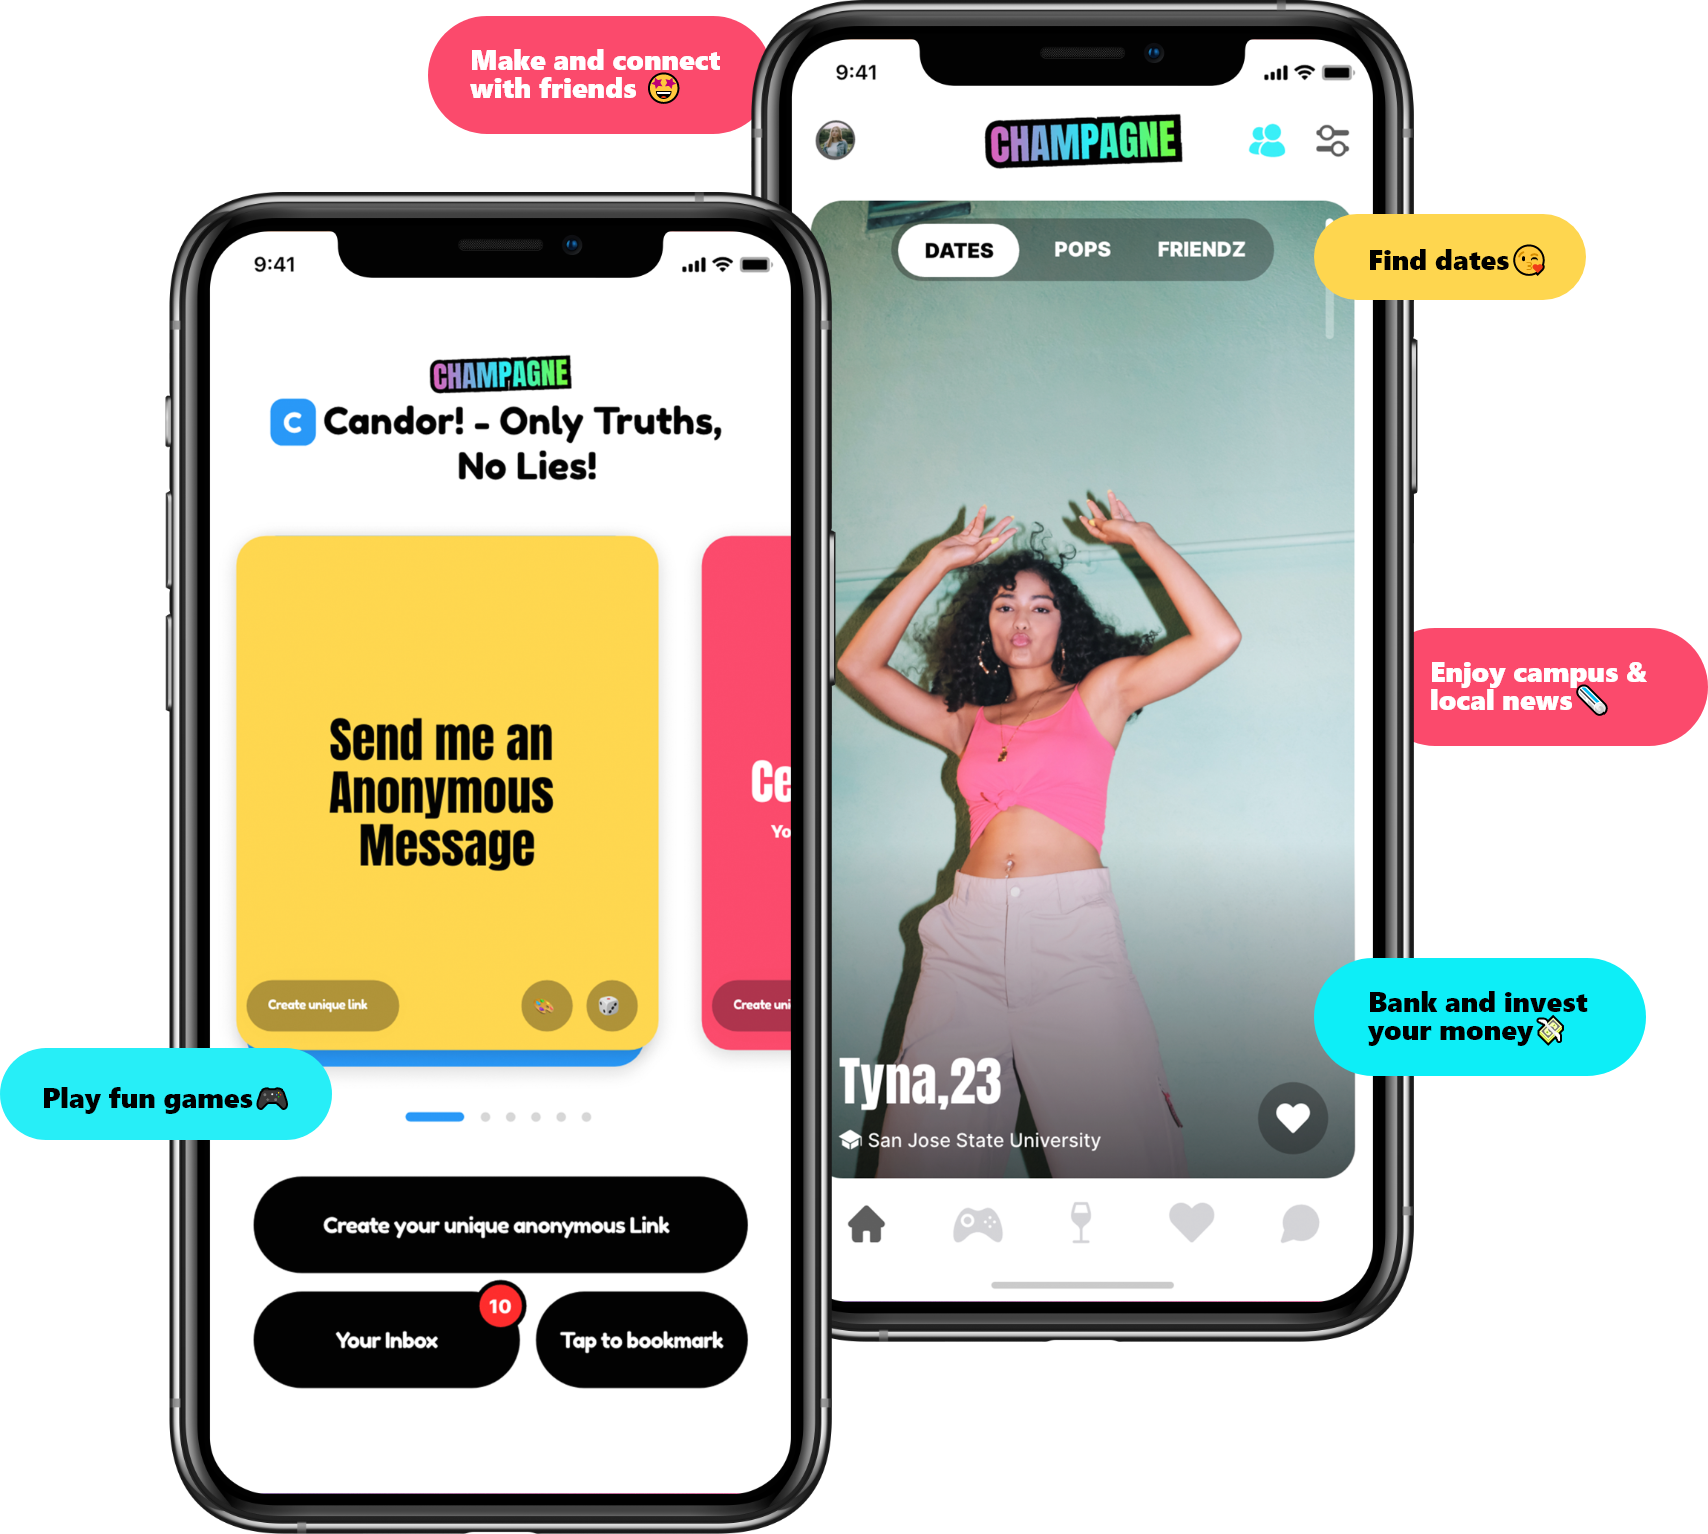 Make and connect
with friends 🤩
9:41
CHAMPAGNE
DATES
POPS
FRIENDZ
Find dates😘
9:41
CHAMPAGNE
C Candor! - Only Truths,
No Lies!
Send me an
Anonymous
Message
Create unique link
Ce
Yo
Create uni
Enjoy campus &
local news
Bank and invest
your money💸
Tyna,23
San Jose State University
Play fun games🎮
Create your unique anonymous Link
10
Your Inbox
Tap to bookmark